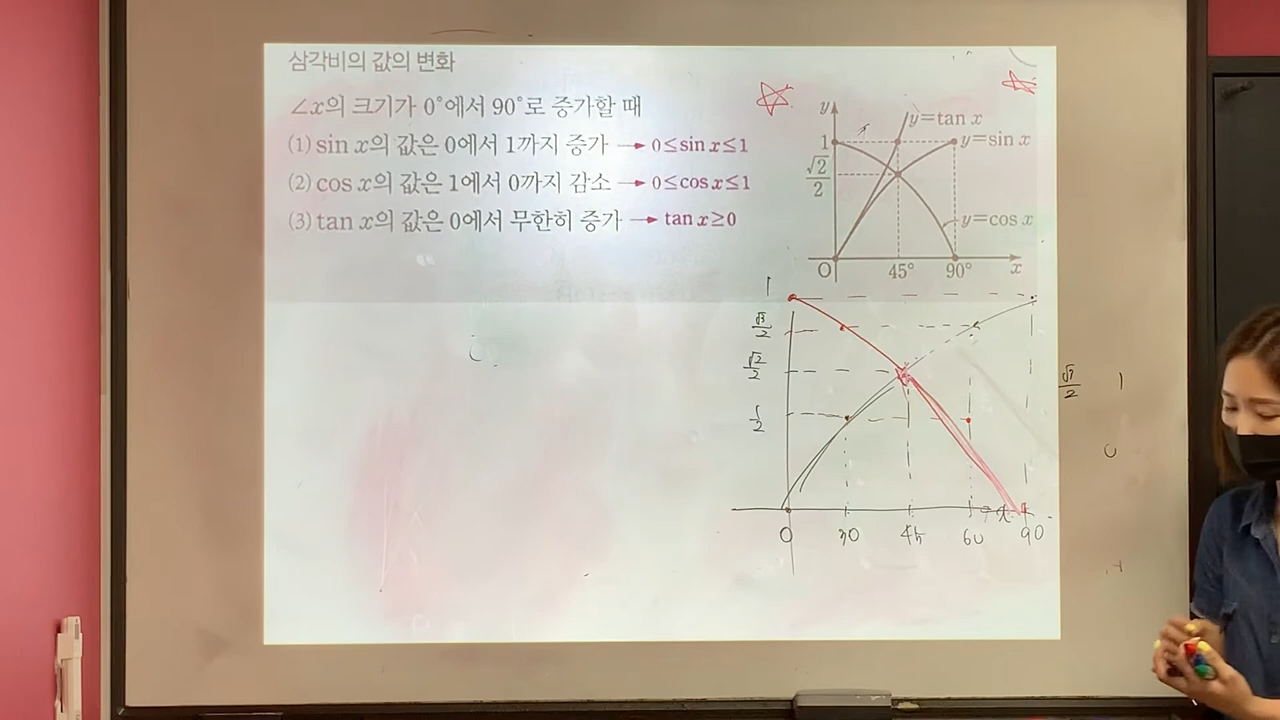 삼각비의 값의 변화
∠x의 크기가 0°에서 90°로 증가할 때
(1) sin x의 값은 0에서 1까지 증가 → 0≤sin x≤1
(2) cos x의 값은 1에서 0까지 감소 → 0≤cos x≤1
(3) tan x의 값은 0에서 무한히 증가 → tan x≥0
y
y=tan x
1
y=sin x
√2/2
y=cos x
O 45° 90° x
1
√3/2
√2/2
1/2
0 30 45 60 90
√3/2 1
0